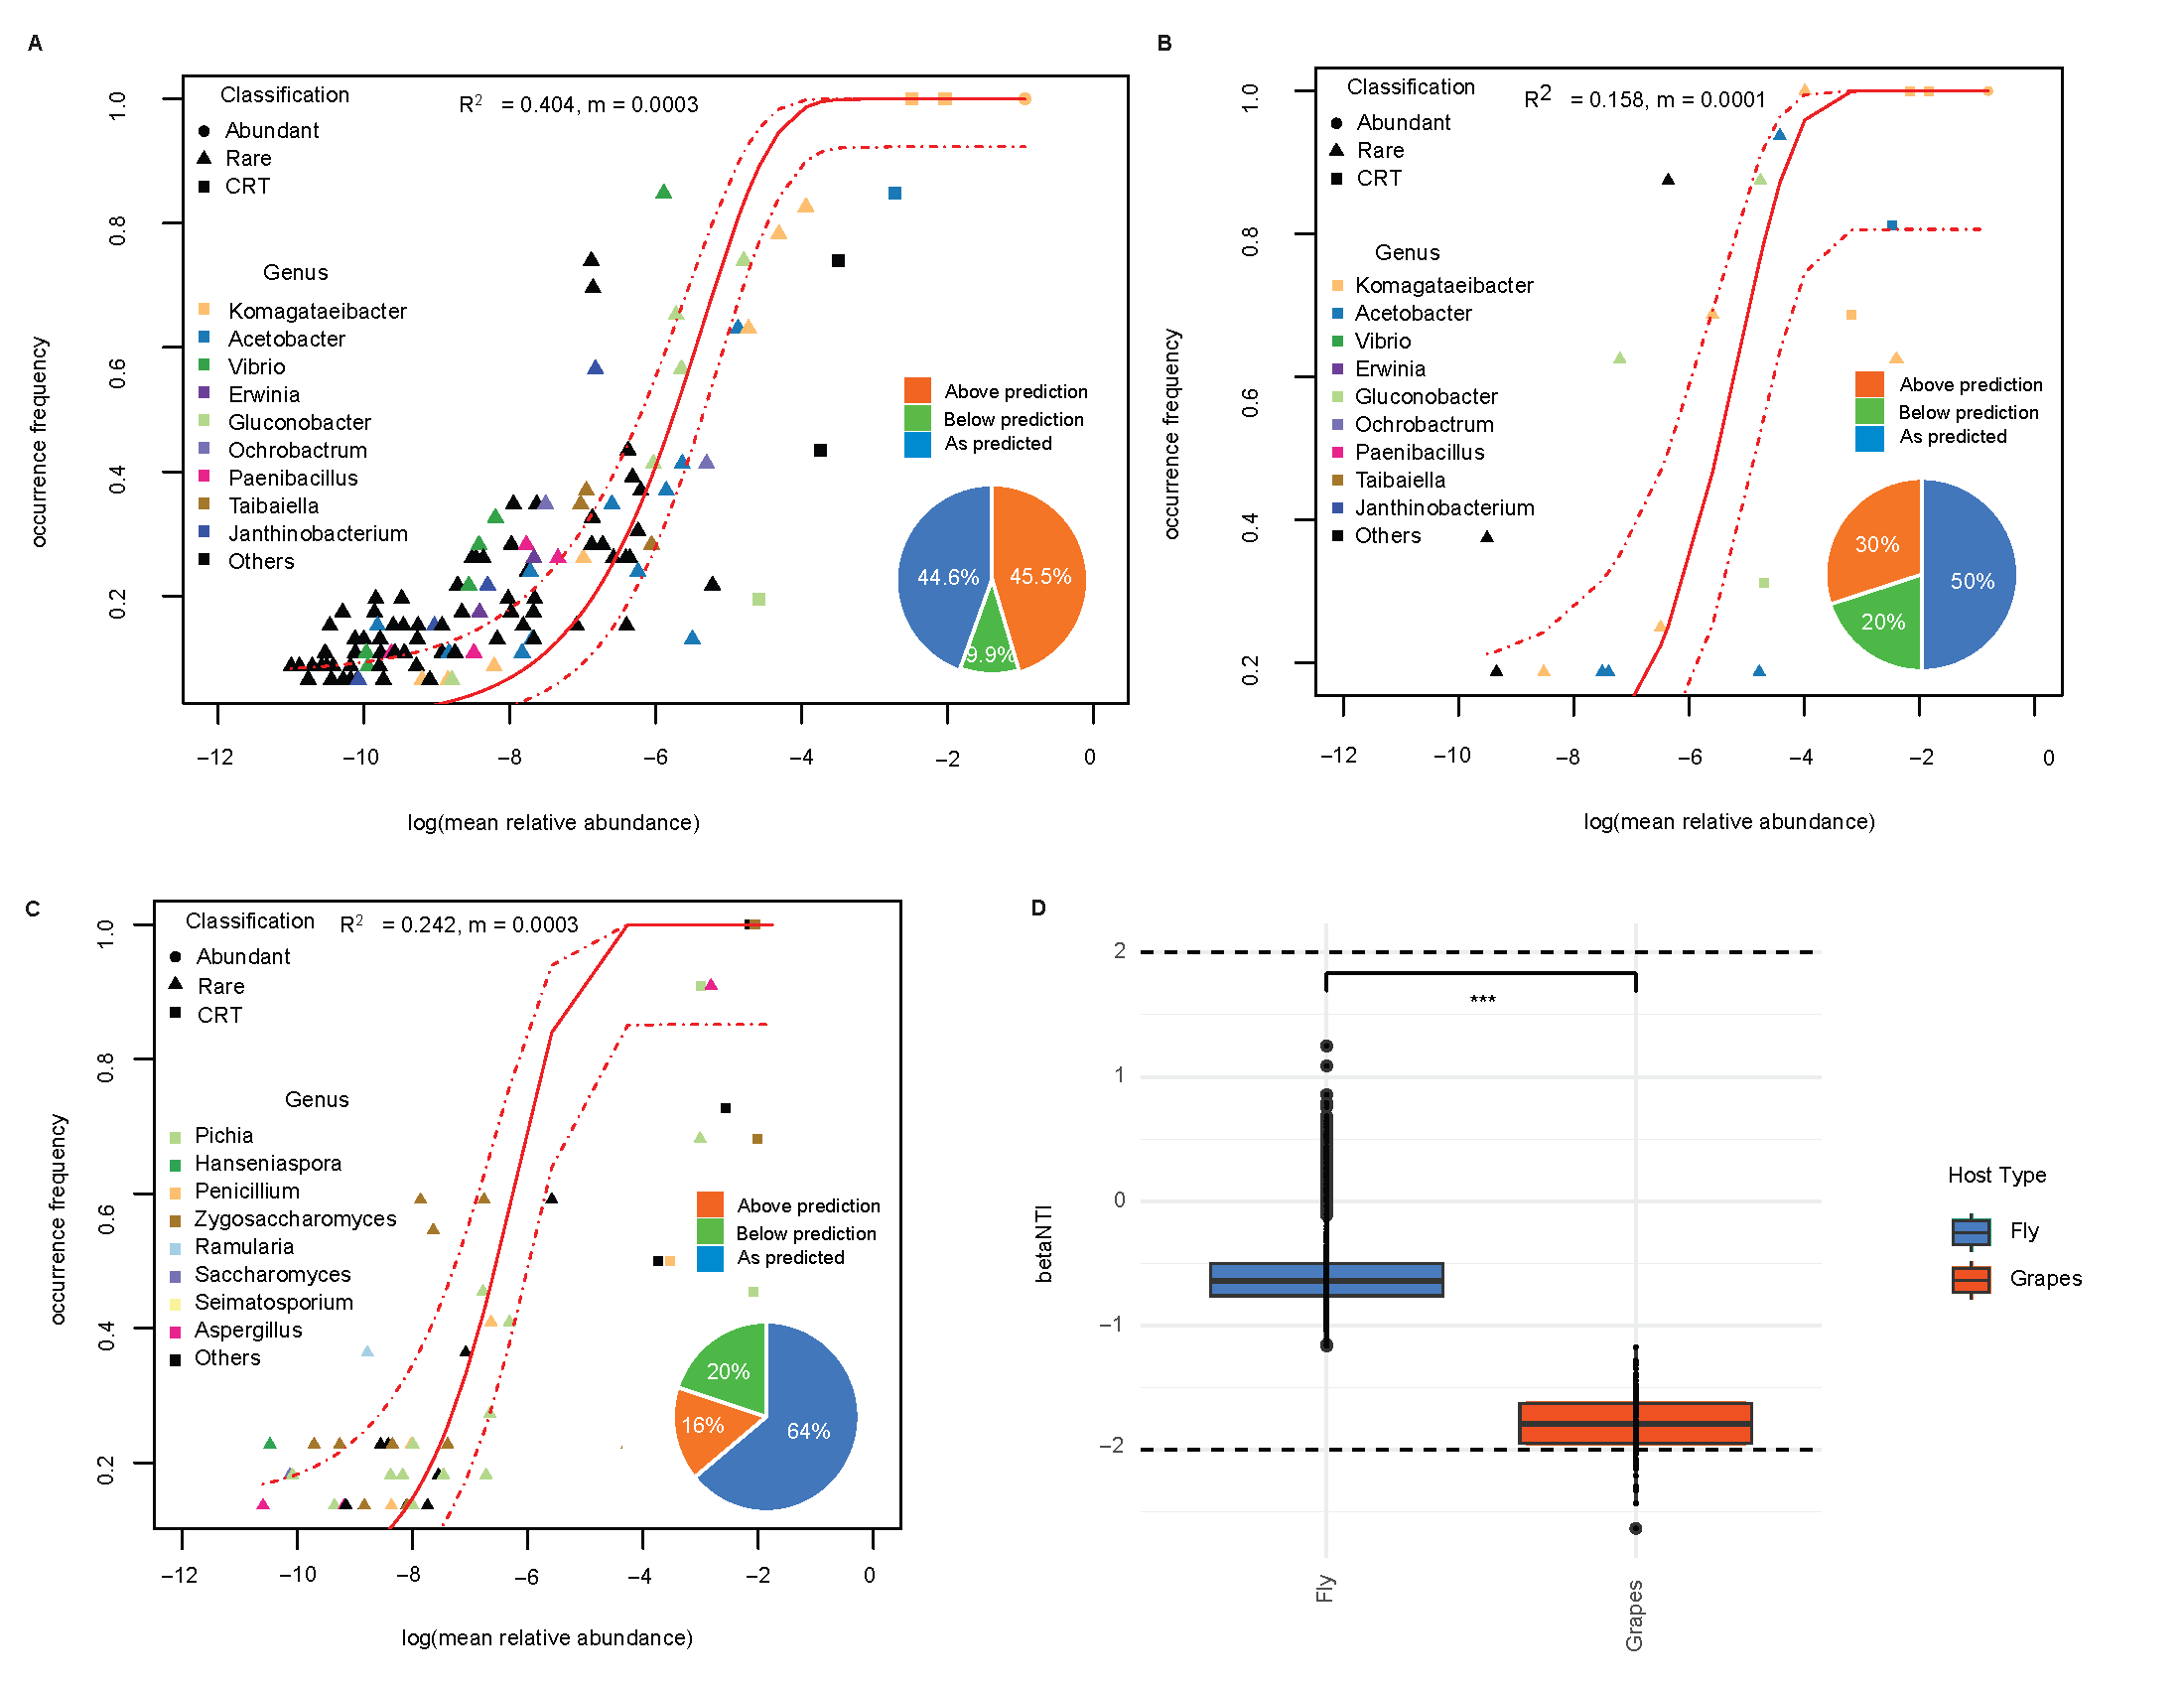 A
Classification
R2 = 0.404, m = 0.0003
Abundant
Rare
CRT
Genus
Komagataeibacter
Acetobacter
Vibrio
Erwinia
Gluconobacter
Ochrobactrum
Paenibacillus
Taibaiella
Janthinobacterium
Others
Above prediction
Below prediction
As predicted
44.6%
45.5%
9.9%
occurrence frequency
1.0
0.8
0.6
0.4
0.2
−12
−10
−8
−6
−4
−2
0
log(mean relative abundance)
B
Classification
R2 = 0.158, m = 0.0001
Abundant
Rare
CRT
Genus
Komagataeibacter
Acetobacter
Vibrio
Erwinia
Gluconobacter
Ochrobactrum
Paenibacillus
Taibaiella
Janthinobacterium
Others
Above prediction
Below prediction
As predicted
30%
50%
20%
occurrence frequency
1.0
0.8
0.6
0.4
0.2
−12
−10
−8
−6
−4
−2
0
log(mean relative abundance)
C
Classification
R2 = 0.242, m = 0.0003
Abundant
Rare
CRT
Genus
Pichia
Hanseniaspora
Penicillium
Zygosaccharomyces
Ramularia
Saccharomyces
Seimatosporium
Aspergillus
Others
Above prediction
Below prediction
As predicted
20%
16%
64%
occurrence frequency
1.0
0.8
0.6
0.4
0.2
−12
−10
−8
−6
−4
−2
0
log(mean relative abundance)
D
2
1
0
−1
−2
betaNTI
***
Fly
Grapes
Host Type
Fly
Grapes